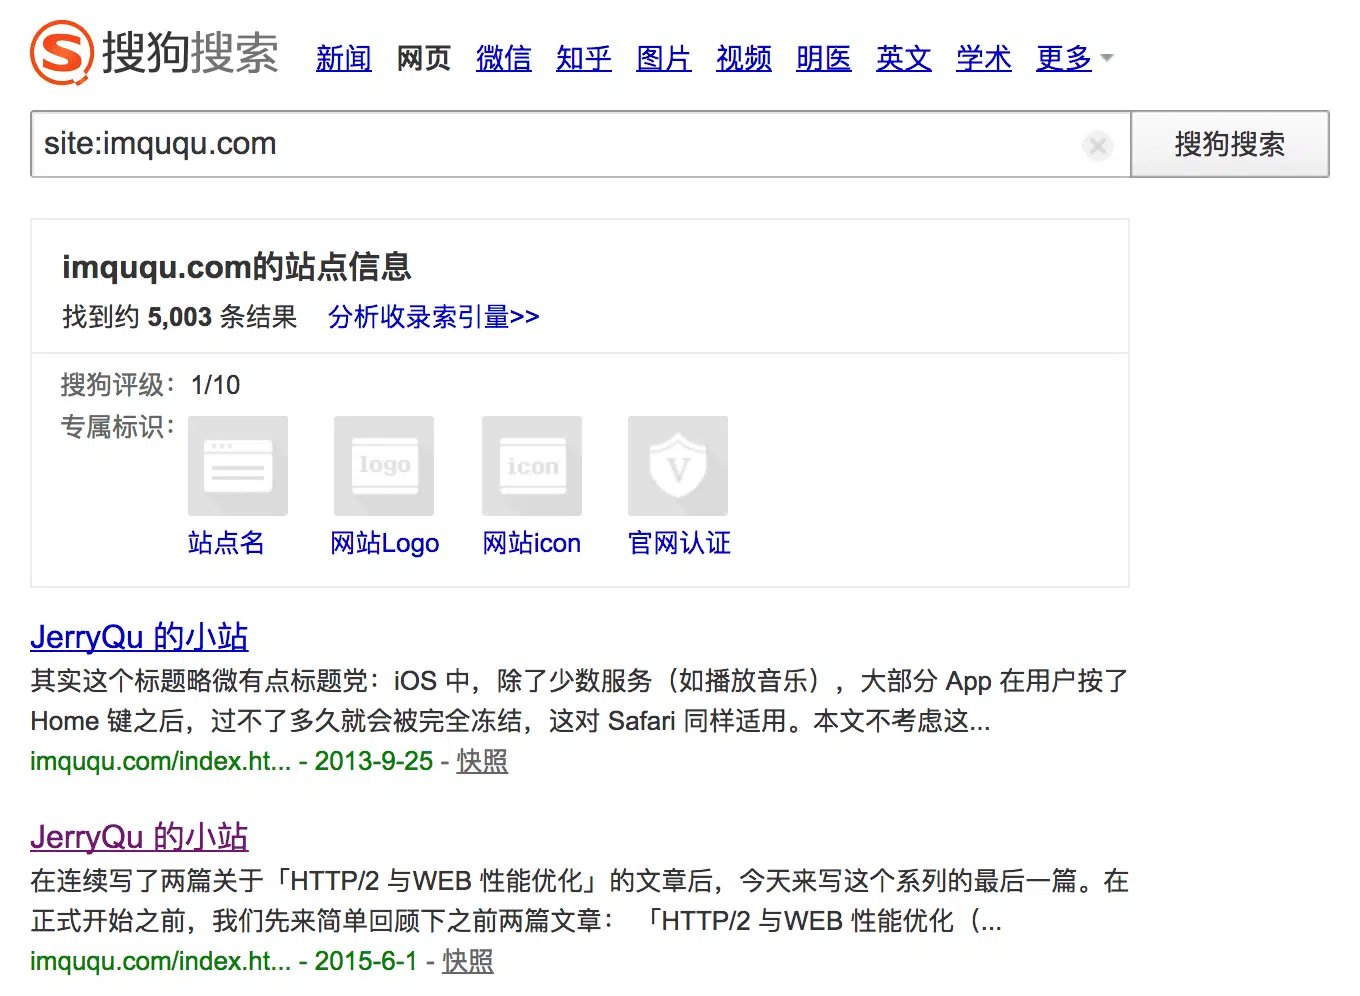 搜狗搜索 新闻 网页 微信 知乎 图片 视频 明医 英文 学术 更多
site:imququ.com 搜狗搜索
imququ.com的站点信息
找到约 5,003 条结果 分析收录索引量>>
搜狗评级：1/10
专属标识：
logo icon V
站点名 网站Logo 网站icon 官网认证
JerryQu 的小站
其实这个标题略微有点标题党：iOS 中，除了少数服务（如播放音乐），大部分 App 在用户按了
Home 键之后，过不了多久就会被完全冻结，这对 Safari 同样适用。本文不考虑这...
imququ.com/index.ht... - 2013-9-25 - 快照
JerryQu 的小站
在连续写了两篇关于「HTTP/2 与WEB 性能优化」的文章后，今天来写这个系列的最后一篇。在
正式开始之前，我们先来简单回顾下之前两篇文章： 「HTTP/2 与WEB 性能优化（...
imququ.com/index.ht... - 2015-6-1 - 快照